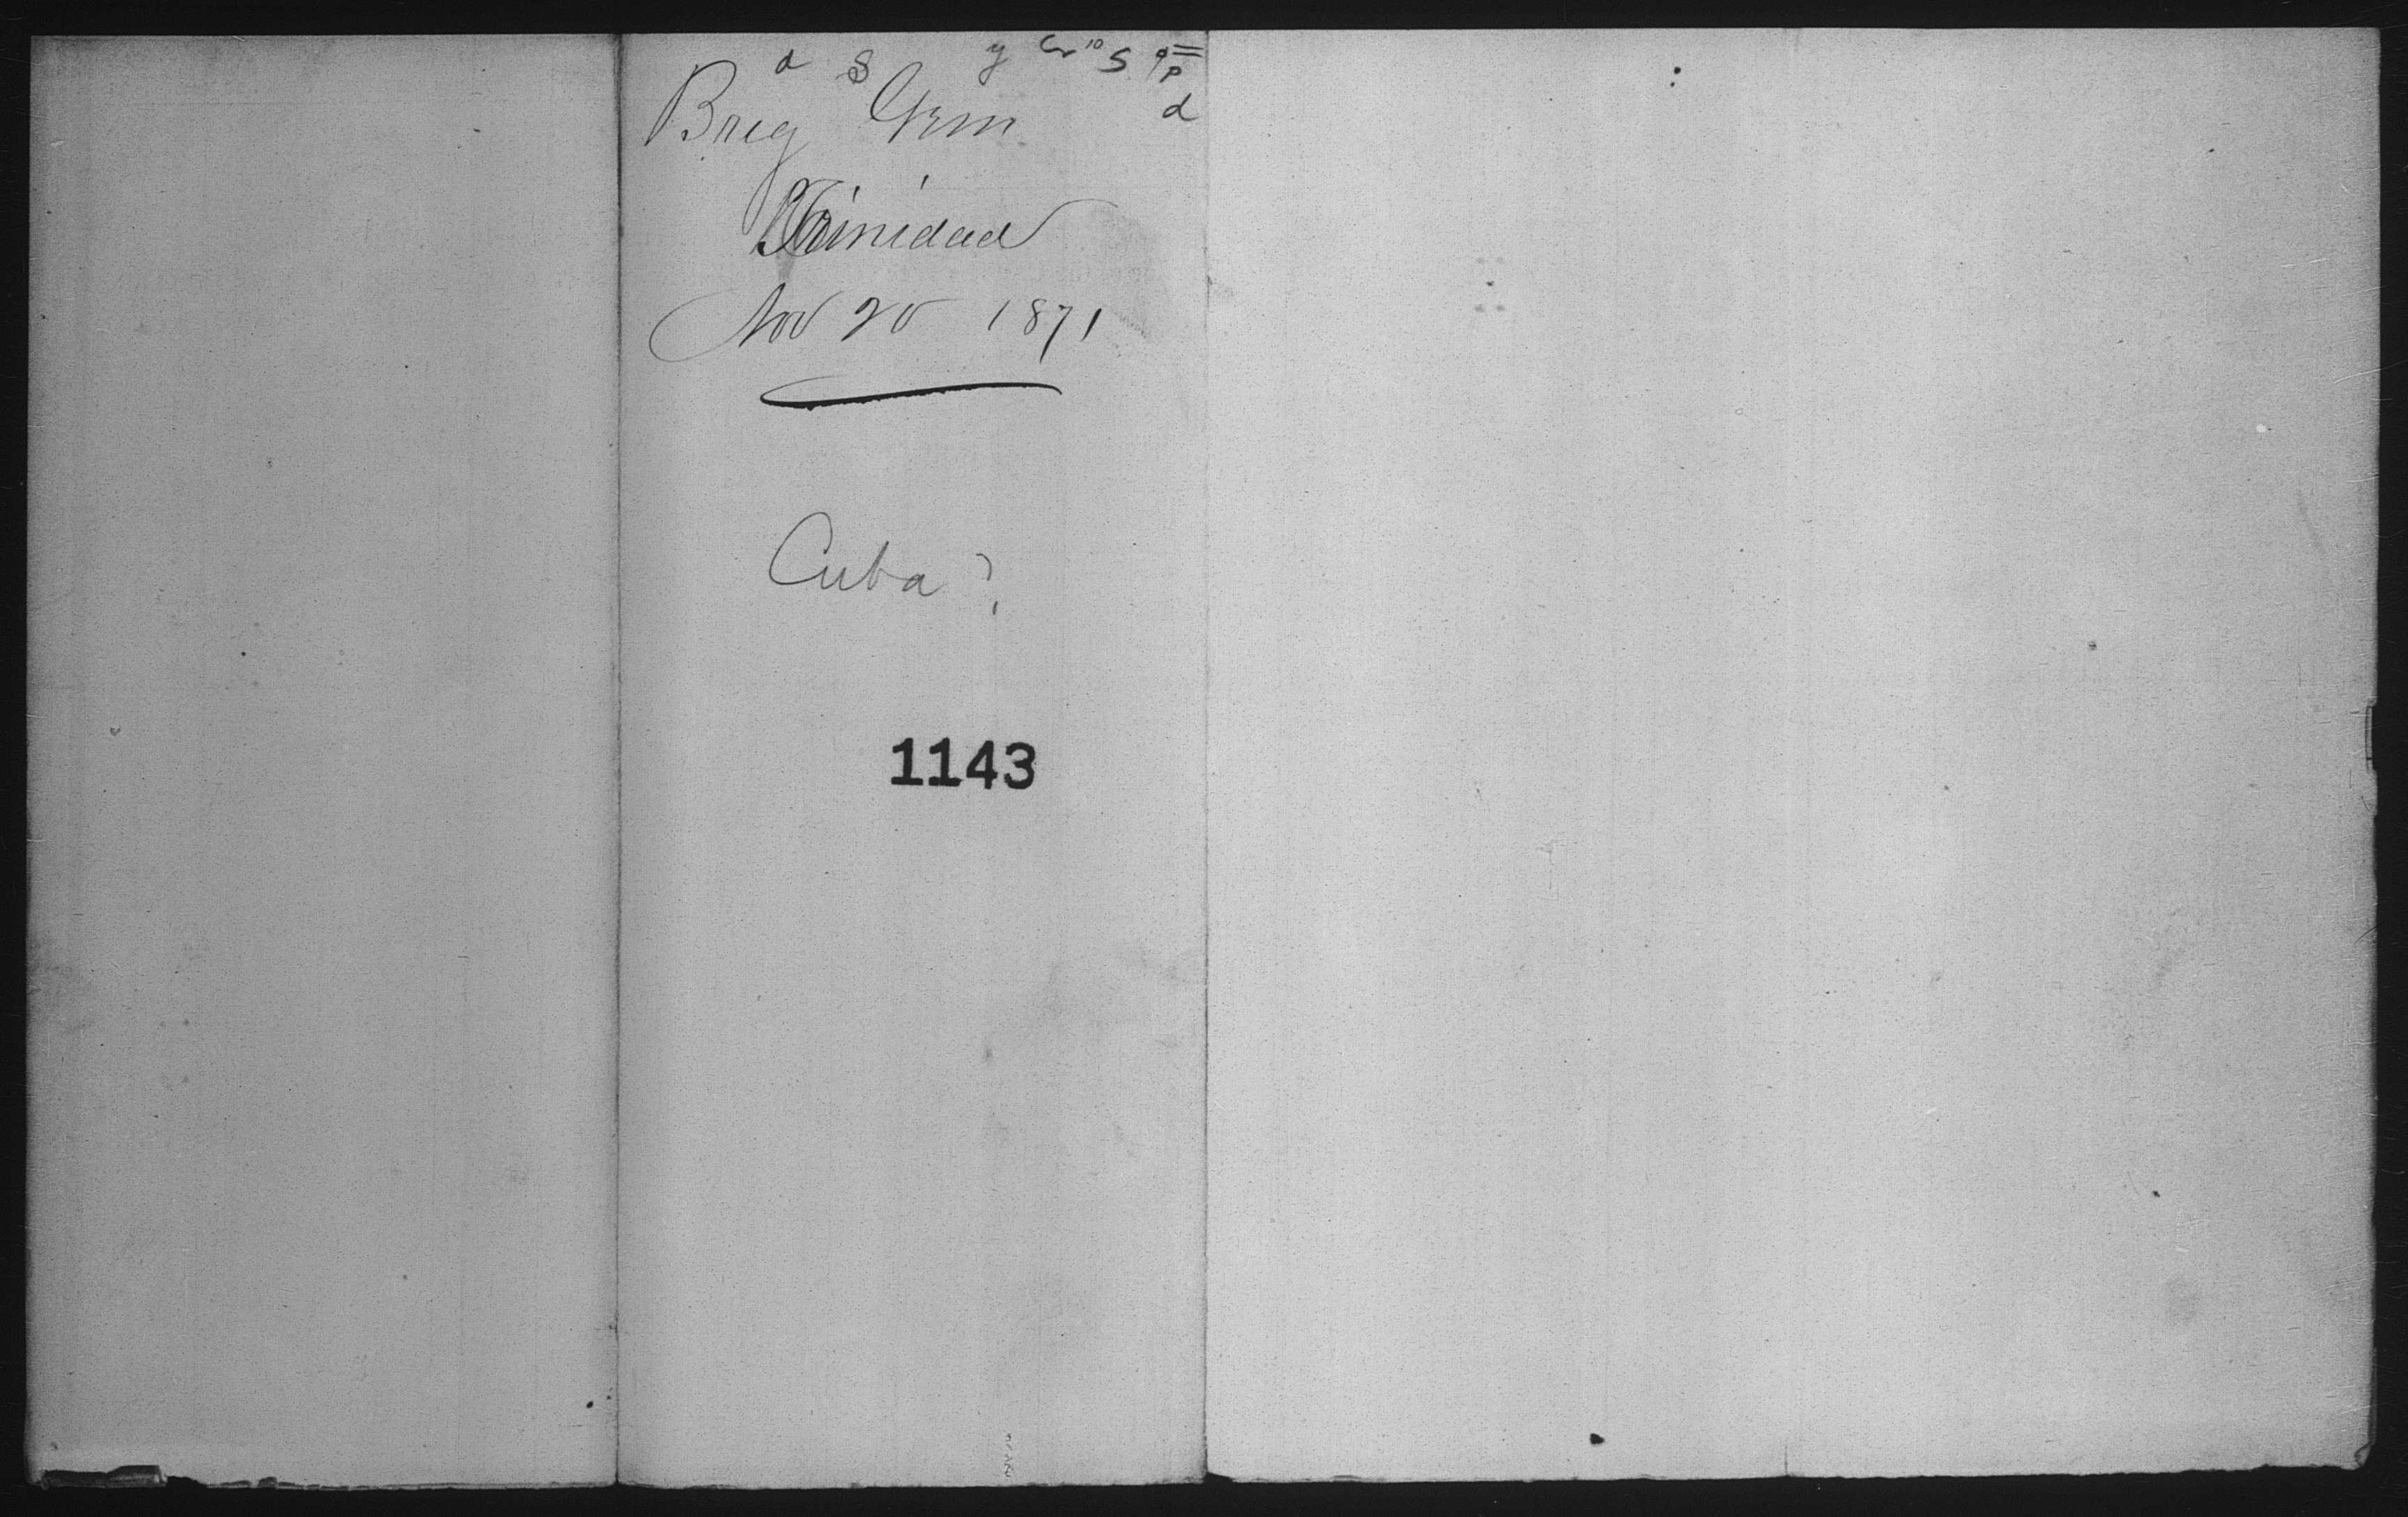 Brig Gem
Trinidad
Nov 20 1871
Cuba?
1143